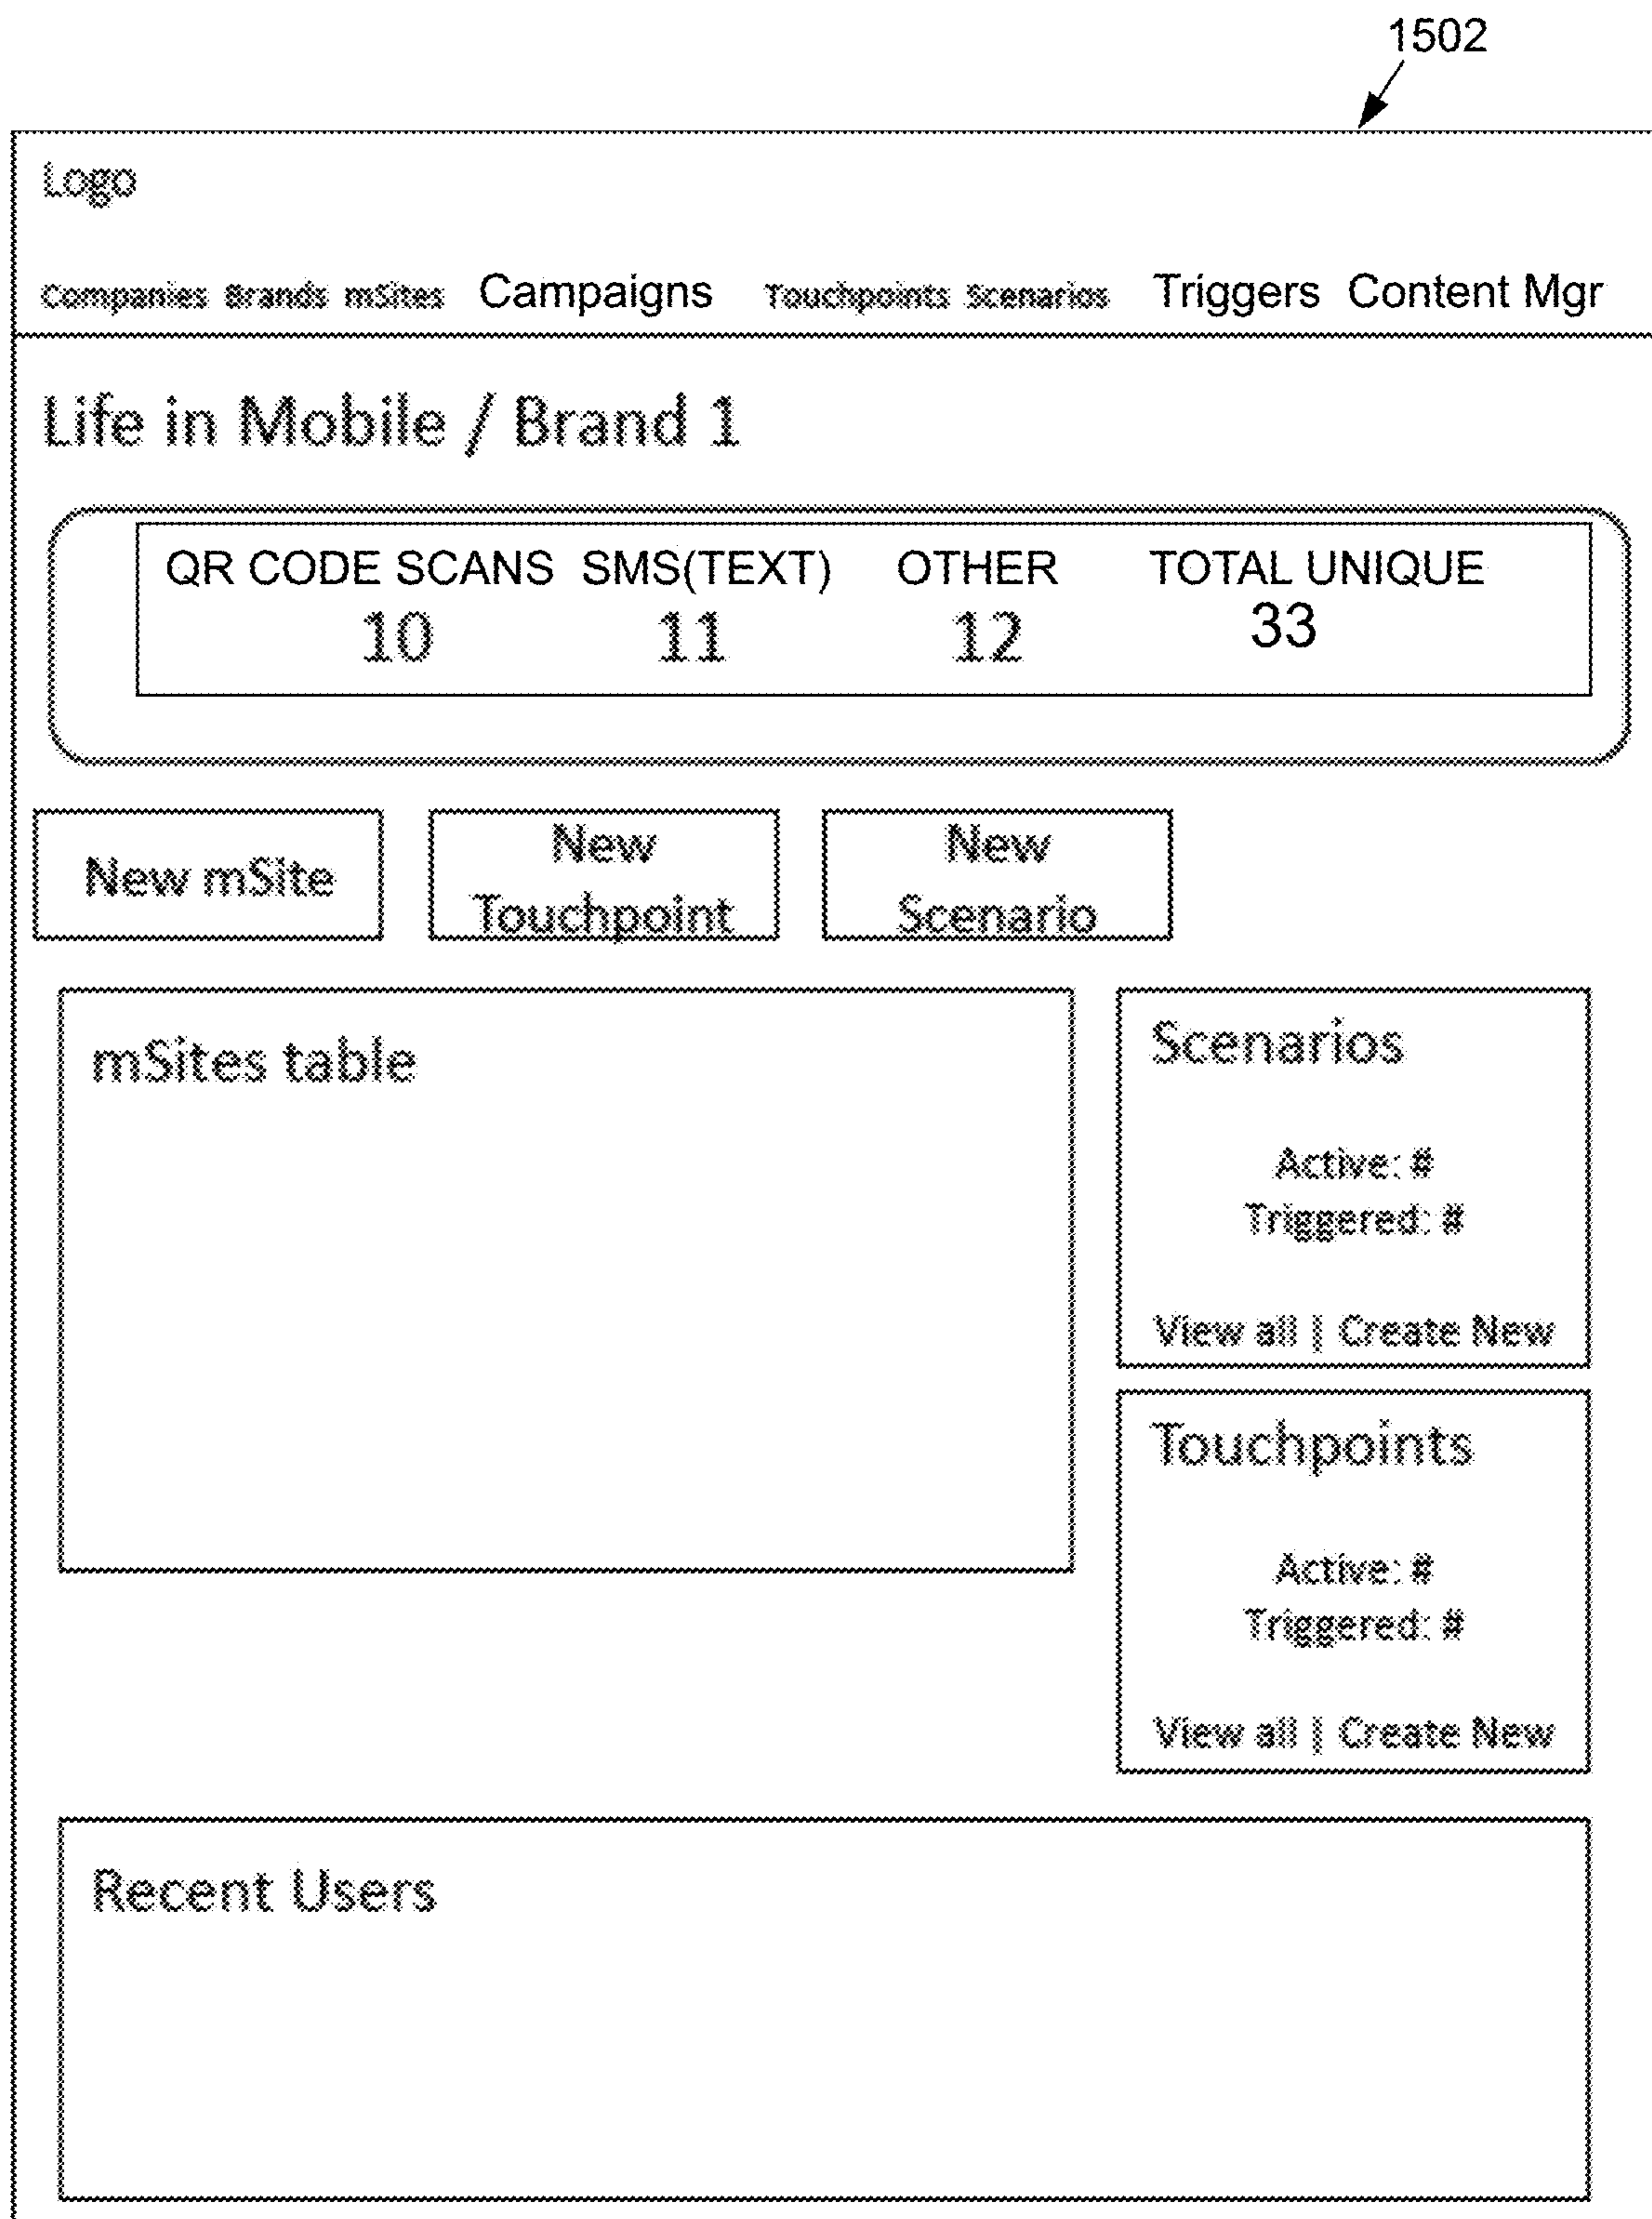 1502
Logo
Companies Brands mSites Campaigns Touchpoints Scenarios Triggers Content Mgr
Life in Mobile / Brand 1
QR CODE SCANS SMS(TEXT) OTHER TOTAL UNIQUE
10 11 12 33
New mSite
New
Touchpoint
New
Scenario
mSites table
Scenarios
Active: #
Triggered: #
View all | Create New
Touchpoints
Active: #
Triggered: #
View all | Create New
Recent Users